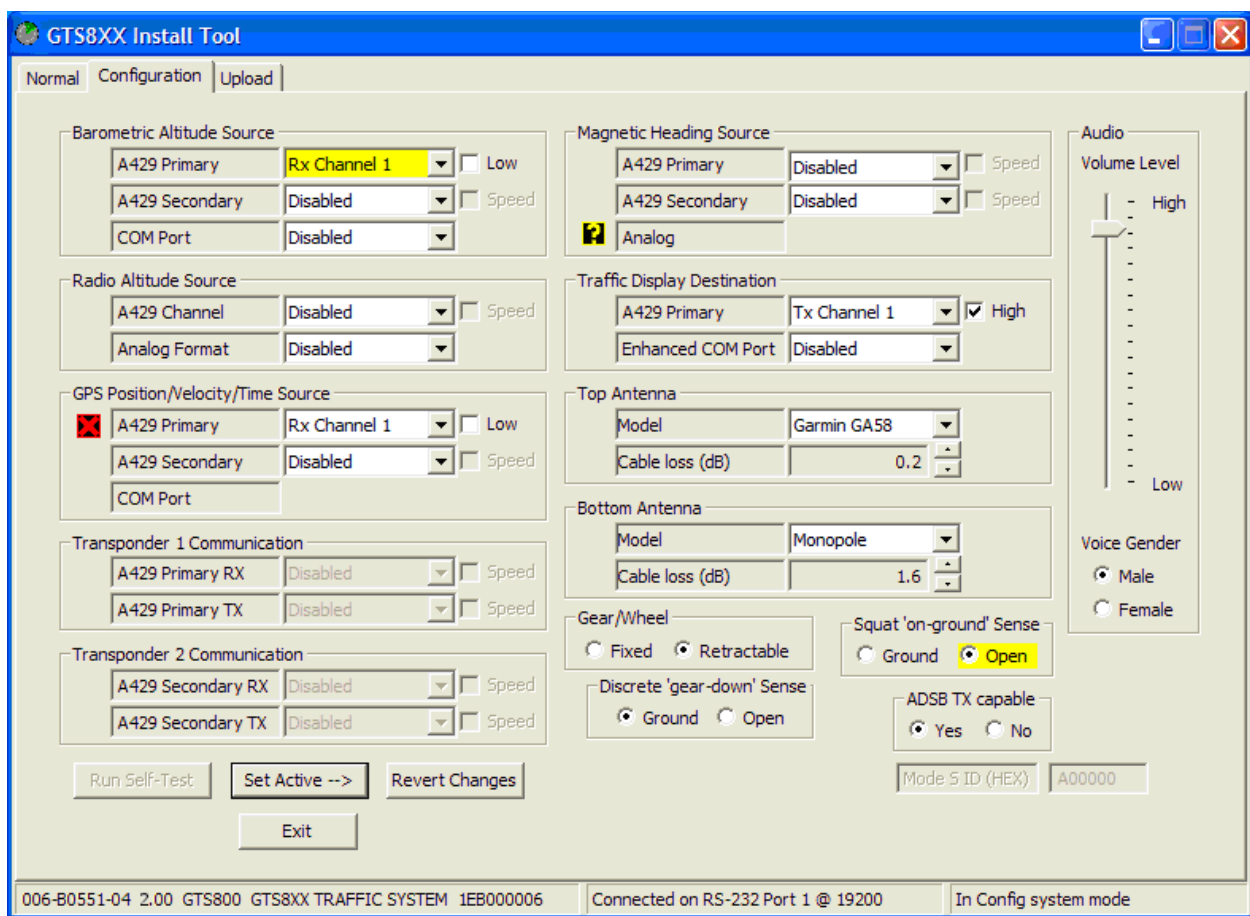 GTS8XX Install Tool
Normal Configuration Upload
Barometric Altitude Source
A429 Primary Rx Channel 1 Low
A429 Secondary Disabled Speed
COM Port Disabled
Radio Altitude Source
A429 Channel Disabled Speed
Analog Format Disabled
GPS Position/Velocity/Time Source
A429 Primary Rx Channel 1 Low
A429 Secondary Disabled Speed
COM Port
Transponder 1 Communication
A429 Primary RX Disabled Speed
A429 Primary TX Disabled Speed
Transponder 2 Communication
A429 Secondary RX Disabled Speed
A429 Secondary TX Disabled Speed
Run Self-Test Set Active --> Revert Changes
Exit
Magnetic Heading Source
A429 Primary Disabled Speed
A429 Secondary Disabled Speed
? Analog
Traffic Display Destination
A429 Primary Tx Channel 1 High
Enhanced COM Port Disabled
Top Antenna
Model Garmin GA58
Cable loss (dB) 0.2
Bottom Antenna
Model Monopole
Cable loss (dB) 1.6
Gear/Wheel
Fixed Retractable
Discrete 'gear-down' Sense
Ground Open
Squat 'on-ground' Sense
Ground Open
ADSB TX capable
Yes No
Mode S ID (HEX) A00000
Audio
Volume Level
High
Low
Voice Gender
Male
Female
006-B0551-04 2.00 GTS800 GTS8XX TRAFFIC SYSTEM 1EB000006 Connected on RS-232 Port 1 @ 19200 In Config system mode